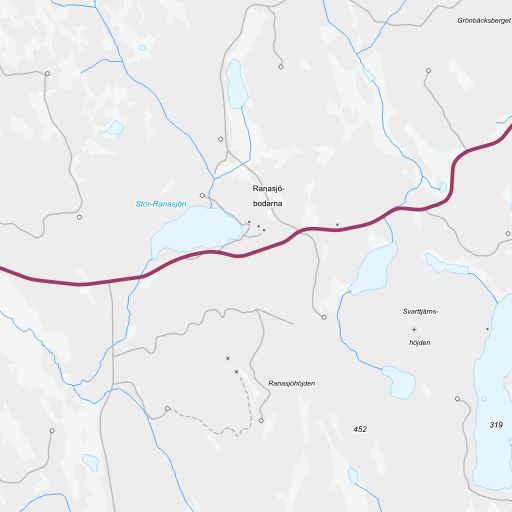 Grönbäcksberget
Ranasjö-
bodarna
Stor-Ranasjön
Svarttjärns-
höjden
Ranasjöhöjden
452
319